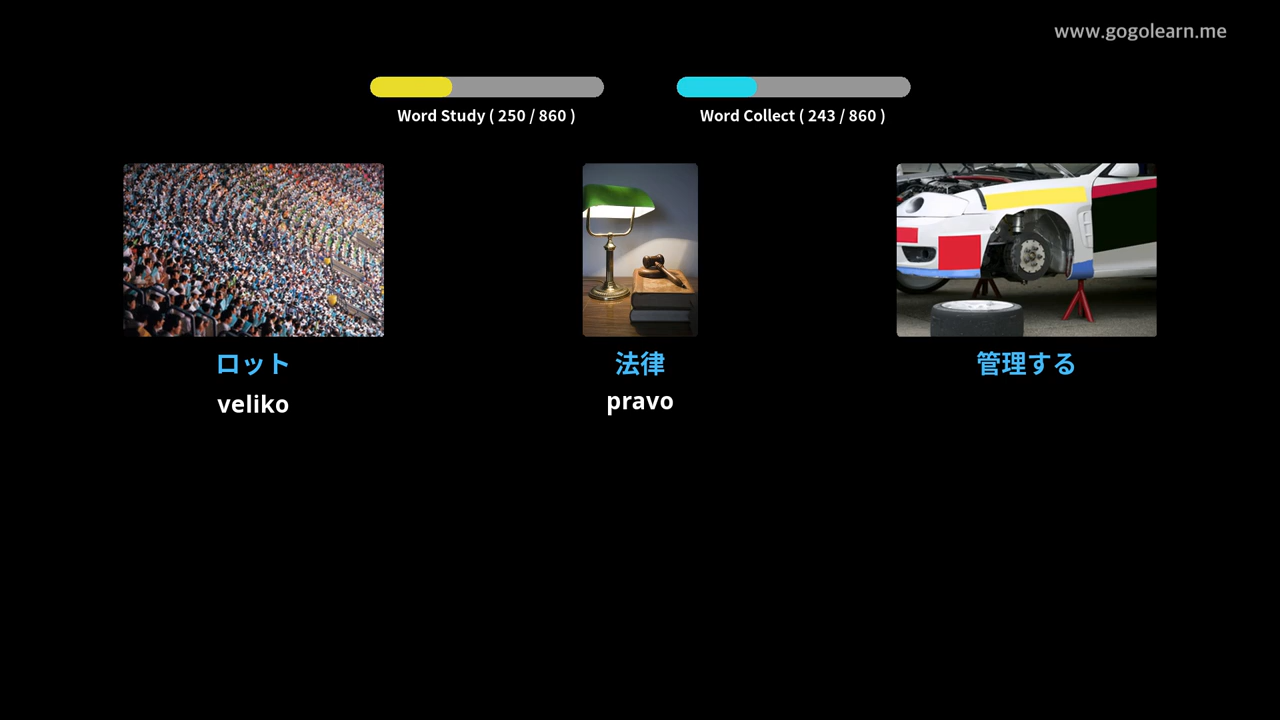 www.gogolearn.me
Word Study ( 250 / 860 )
Word Collect ( 243 / 860 )
ロット
法律
管理する
veliko
pravo